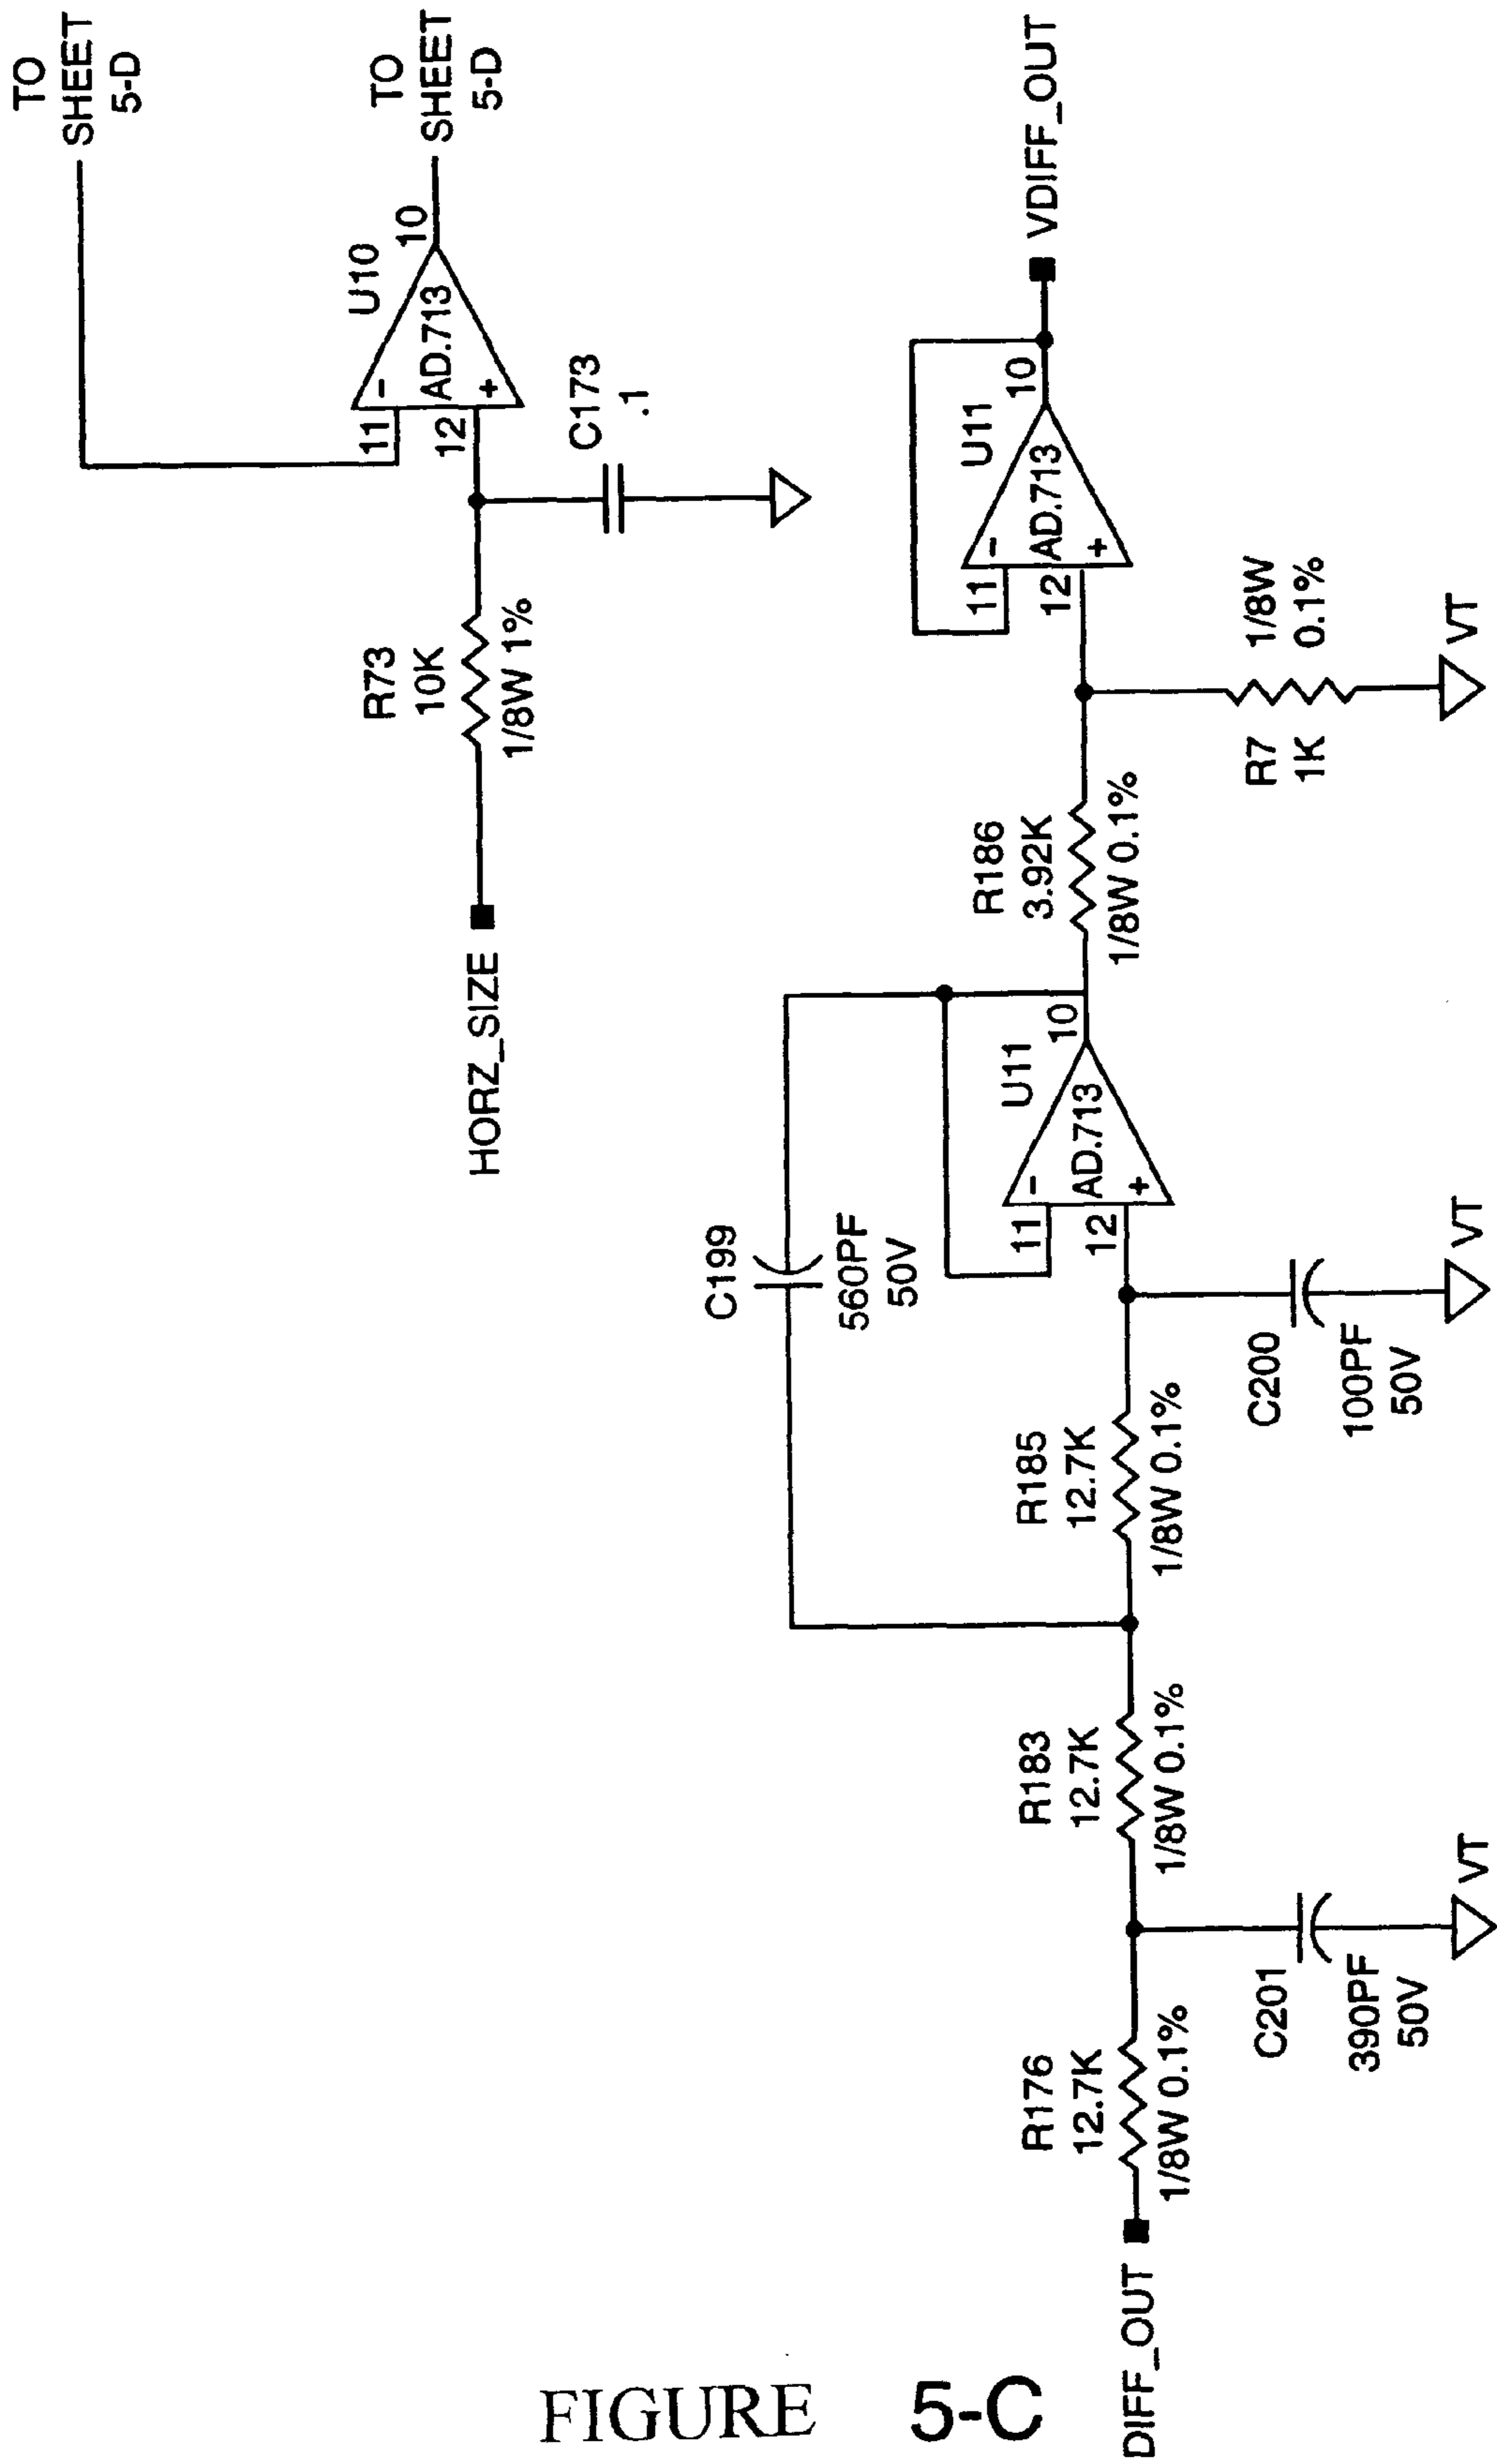 TO
SHEET
5-D
TO
SHEET
5-D
U10
10
11
-
AD.713
12
+
R73
10K
1/8W 1%
C173
.1
HORZ_SIZE
VDIFF_OUT
U11
10
11
-
AD.713
12
+
R186
3.92K
1/8W 0.1%
R7
1K
1/8W
0.1%
VT
C199
560PF
50V
U11
10
11
-
AD.713
12
+
R185
12.7K
1/8W 0.1%
C200
100PF
50V
VT
R183
12.7K
1/8W 0.1%
R176
12.7K
1/8W 0.1%
C201
390PF
50V
VT
DIFF_OUT
FIGURE 5-C